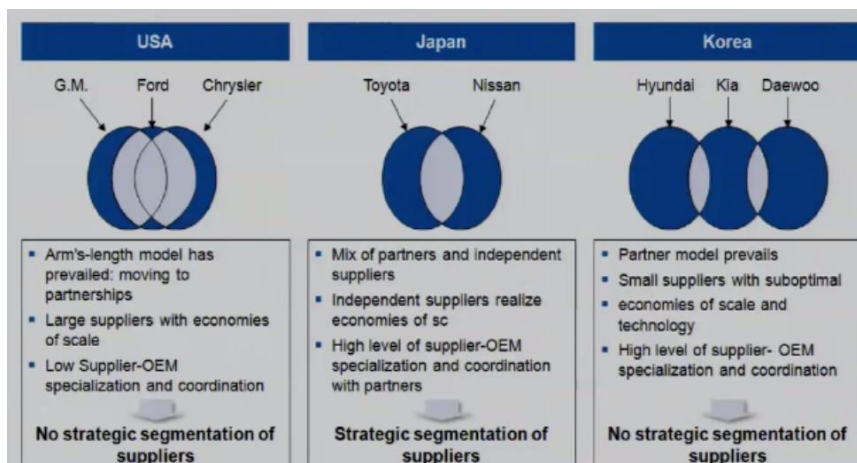 USA
G.M. Ford Chrysler
Arm's-length model has
prevailed: moving to
partnerships
Large suppliers with economies
of scale
Low Supplier-OEM
specialization and coordination
No strategic segmentation of
suppliers
Japan
Toyota Nissan
Mix of partners and independent
suppliers
Independent suppliers realize
economies of sc
High level of supplier-OEM
specialization and coordination
with partners
Strategic segmentation of
suppliers
Korea
Hyundai Kia Daewoo
Partner model prevails
Small suppliers with suboptimal
economies of scale and
technology
High level of supplier- OEM
specialization and coordination
No strategic segmentation of
suppliers